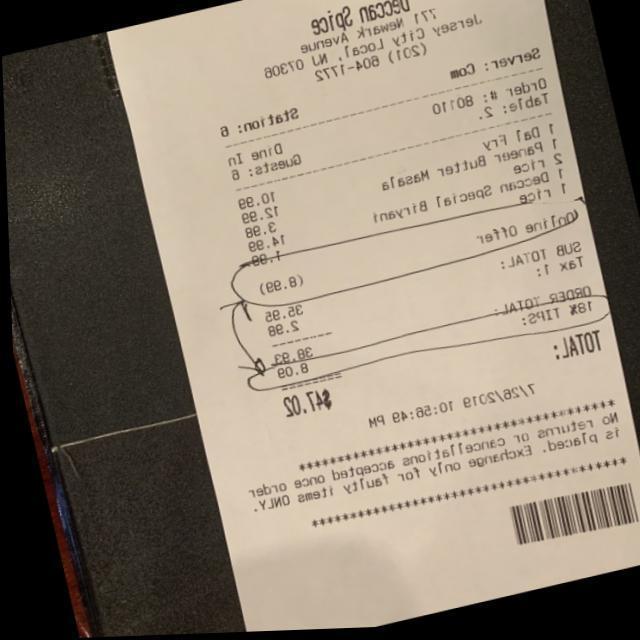 Deccan Spice
771 Newark Avenue
Jersey City Local, NJ 07306
(201) 604-1772
Server: Com Station: 6
Order #: 80110 Dine In
Table: 2. Guests: 6
1 Dal Fry 10.99
1 Paneer Butter Masala 12.99
2 rice 3.98
1 Deccan Special Biryani 14.99
1 rice 1.99
Online Offer (8.99)
SUB TOTAL: 35.95
Tax 1: 2.98
ORDER TOTAL: 38.93
18% TIPS: 8.09
TOTAL: $47.02
7/26/2019 10:56:49 PM
****************************************
No returns or cancellations accepted once order
is placed. Exchange only for faulty items ONLY.
****************************************